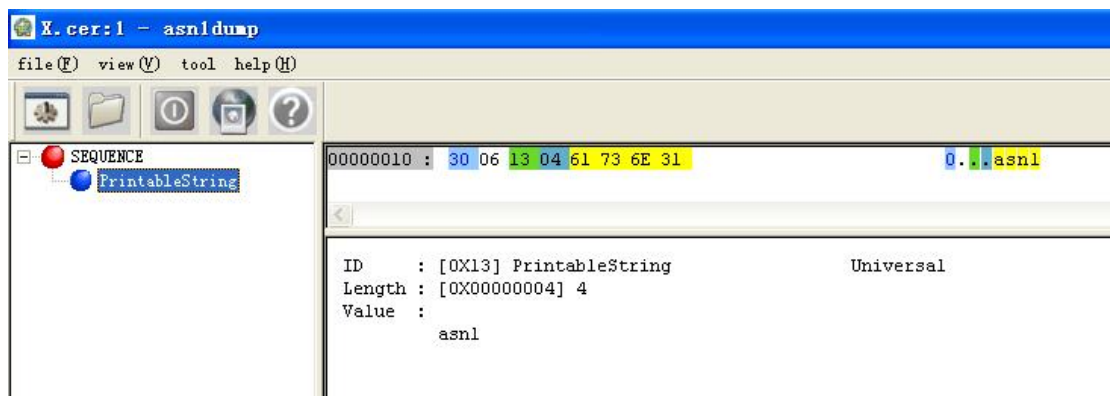 X.cer:1 - asn1dump
file(F) view(V) tool help(H)
SEQUENCE
PrintableString
00000010 : 30 06 13 04 61 73 6E 31 0...asn1
ID : [0X13] PrintableString Universal
Length : [0X00000004] 4
Value :
asn1